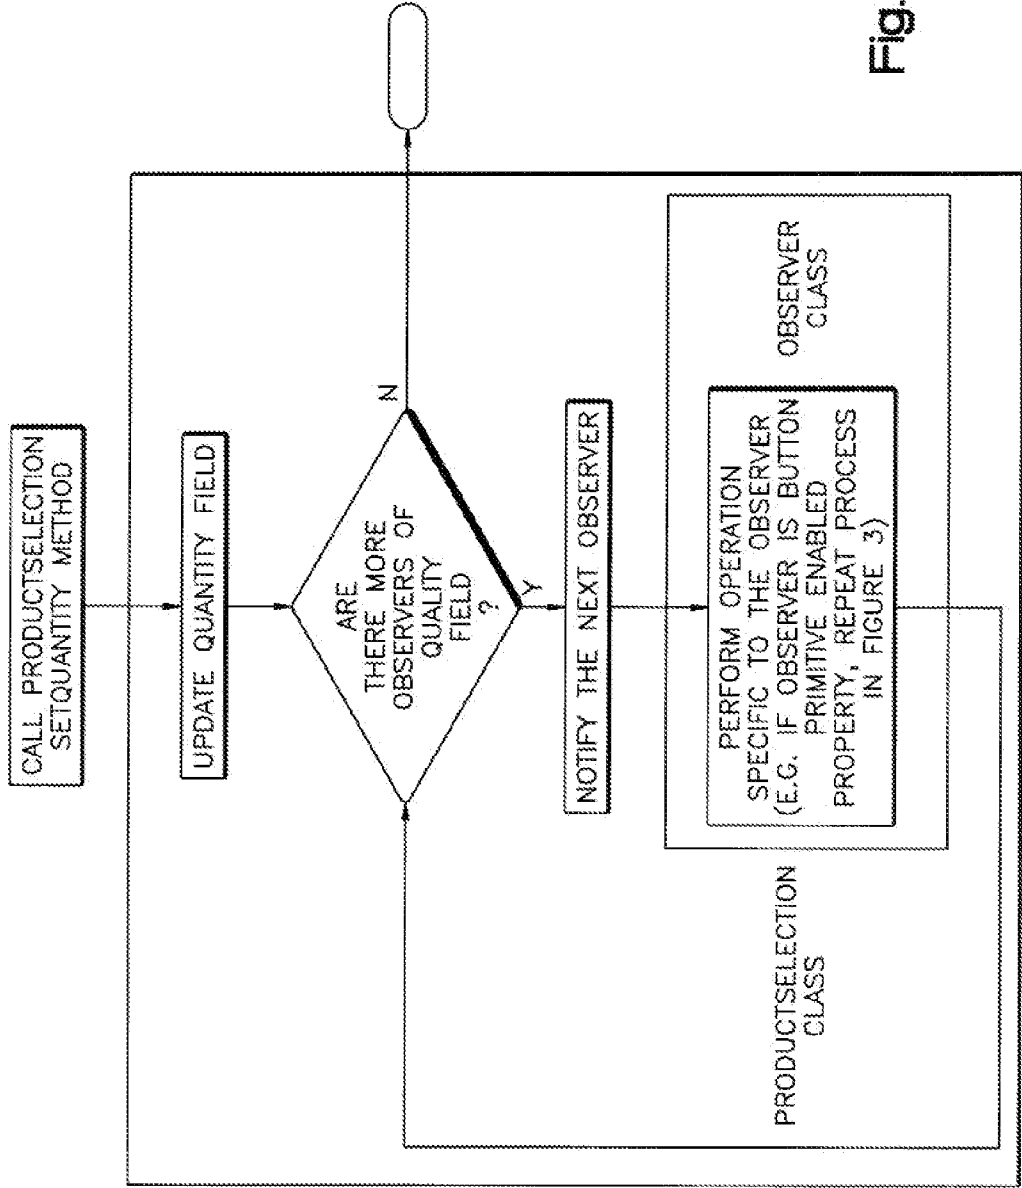 CALL PRODUCTSELECTION
SETQUANTITY METHOD
UPDATE QUANTITY FIELD
ARE
THERE MORE
OBSERVERS OF
QUALITY
FIELD
?
N
Y
NOTIFY THE NEXT OBSERVER
PERFORM OPERATION
SPECIFIC TO THE OBSERVER
(E.G. IF OBSERVER IS BUTTON
PRIMITIVE ENABLED
PROPERTY, REPEAT PROCESS
IN FIGURE 3)
OBSERVER
CLASS
PRODUCTSELECTION
CLASS
Fig.